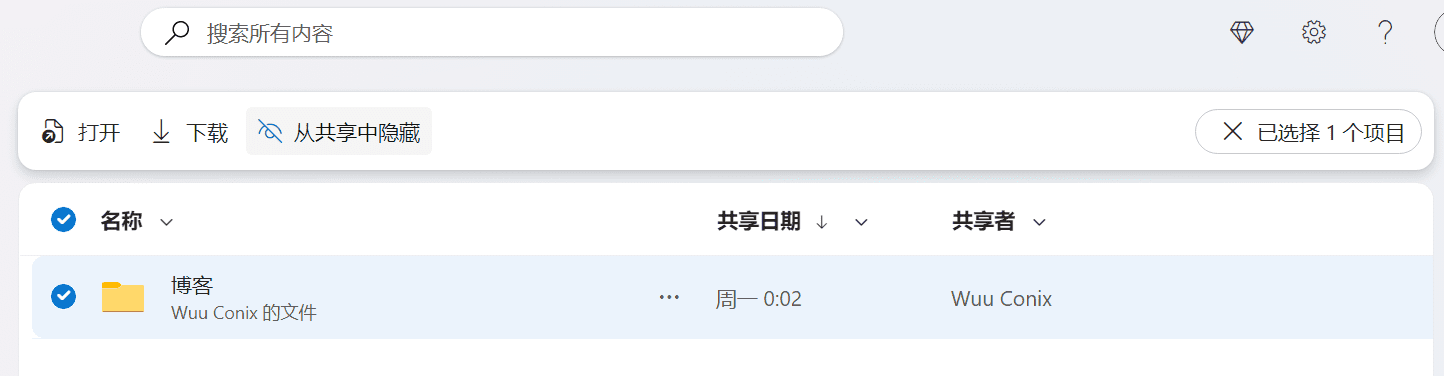 搜索所有内容
打开 下载 从共享中隐藏 已选择 1 个项目
名称 共享日期 共享者
博客
Wuu Conix 的文件
周一 0:02 Wuu Conix